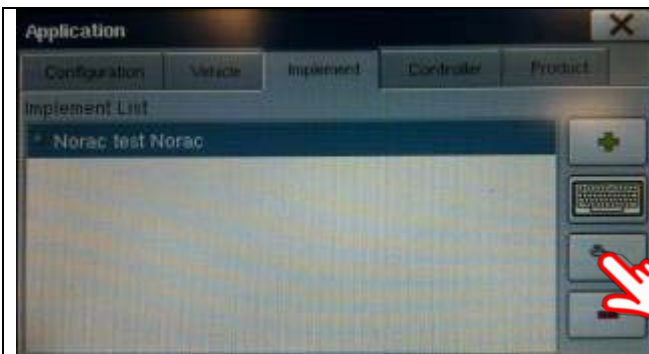 Application
Configuration Vehicle Implement Controller Product
Implement List
Norac test Norac